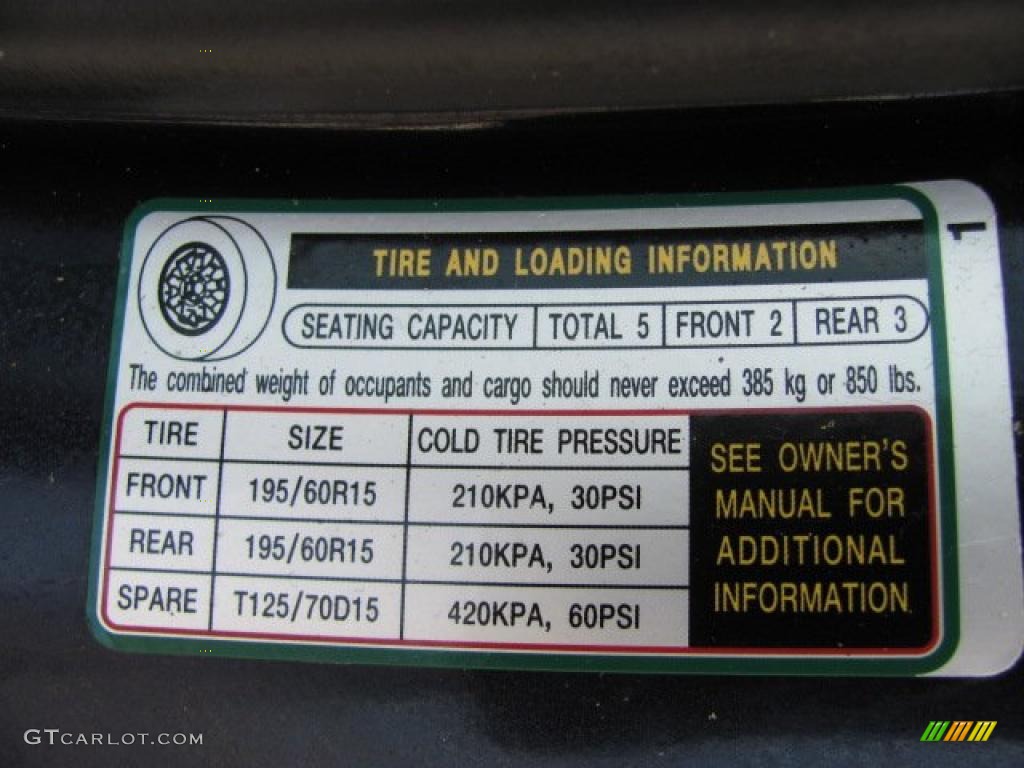 TIRE AND LOADING INFORMATION
1
SEATING CAPACITY TOTAL 5 FRONT 2 REAR 3
The combined weight of occupants and cargo should never exceed 385 kg or 850 lbs.
TIRE SIZE COLD TIRE PRESSURE
FRONT 195/60R15 210KPA, 30PSI
REAR 195/60R15 210KPA, 30PSI
SPARE T125/70D15 420KPA, 60PSI
SEE OWNER'S
MANUAL FOR
ADDITIONAL
INFORMATION
GTCARLOT.COM